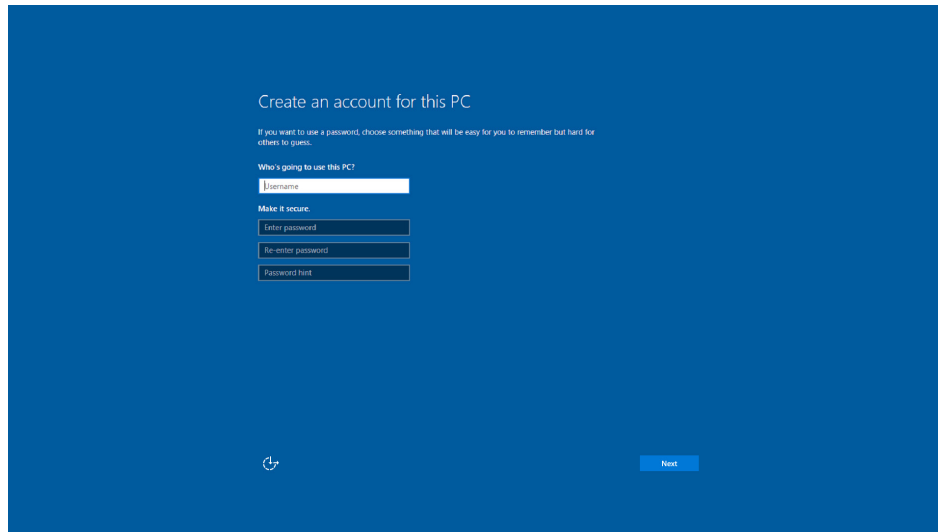 Create an account for this PC
If you want to use a password, choose something that will be easy for you to remember but hard for
others to guess.
Who's going to use this PC?
Username
Make it secure.
Enter password
Re-enter password
Password hint
Next